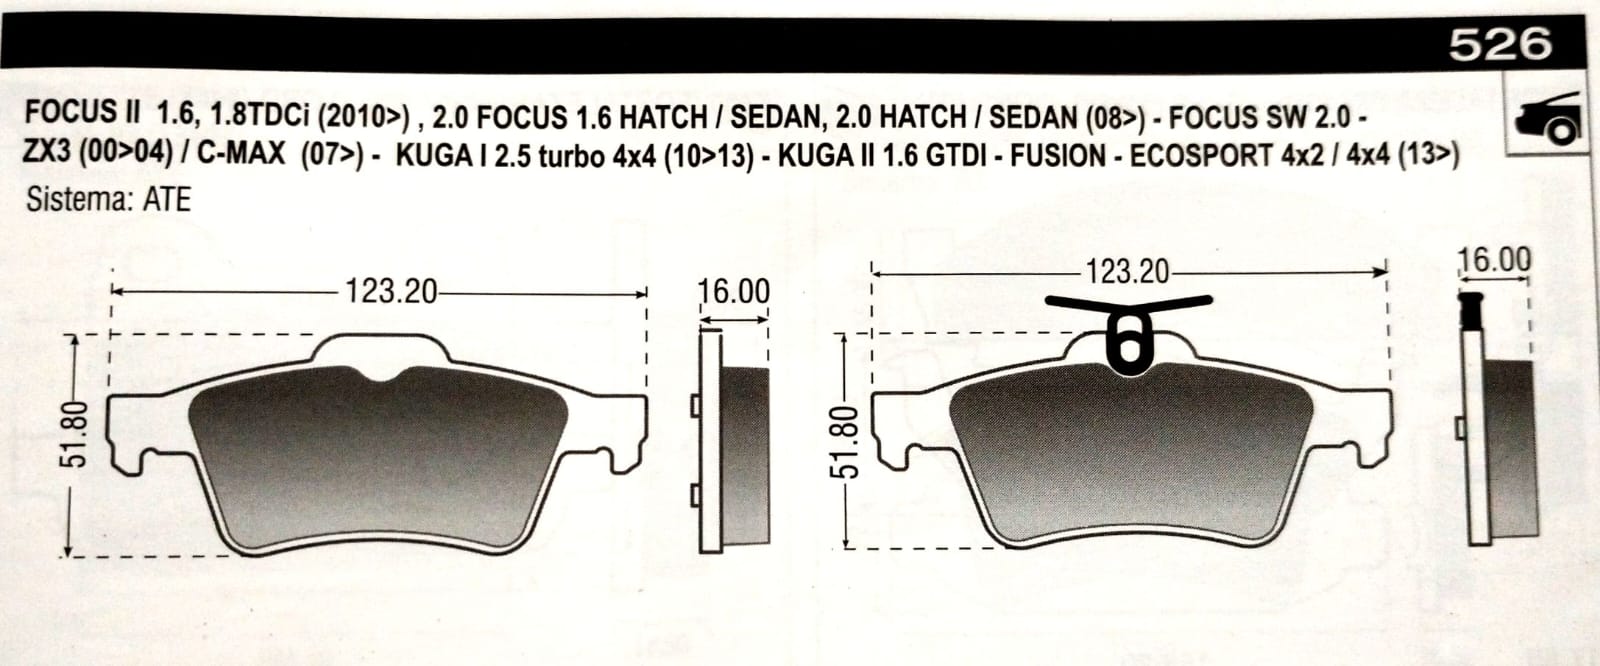 526
FOCUS II 1.6, 1.8TDCi (2010>) , 2.0 FOCUS 1.6 HATCH / SEDAN, 2.0 HATCH / SEDAN (08>) - FOCUS SW 2.0 -
ZX3 (00>04) / C-MAX (07>) - KUGA I 2.5 turbo 4x4 (10>13) - KUGA II 1.6 GTDI - FUSION - ECOSPORT 4x2 / 4x4 (13>)
Sistema: ATE
123.20
16.00
51.80
123.20
16.00
51.80